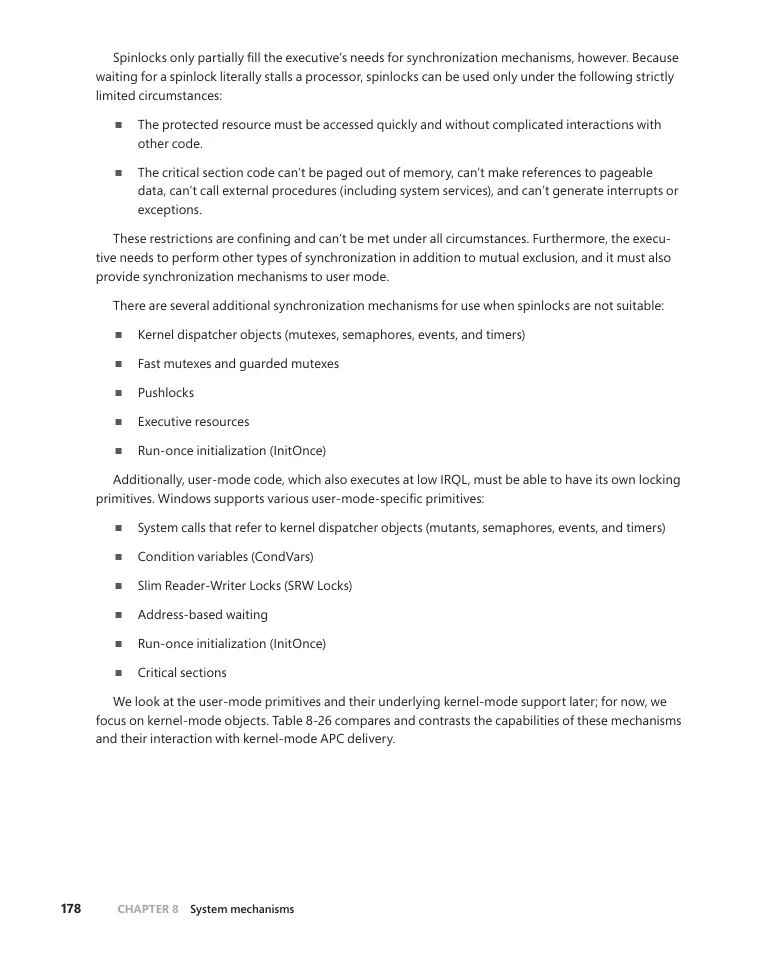 Spinlocks only partially fill the executive's needs for synchronization mechanisms, however. Because
waiting for a spinlock literally stalls a processor, spinlocks can be used only under the following strictly
limited circumstances:
■ The protected resource must be accessed quickly and without complicated interactions with
other code.
■ The critical section code can't be paged out of memory, can't make references to pageable
data, can't call external procedures (including system services), and can't generate interrupts or
exceptions.
These restrictions are confining and can't be met under all circumstances. Furthermore, the execu-
tive needs to perform other types of synchronization in addition to mutual exclusion, and it must also
provide synchronization mechanisms to user mode.
There are several additional synchronization mechanisms for use when spinlocks are not suitable:
■ Kernel dispatcher objects (mutexes, semaphores, events, and timers)
■ Fast mutexes and guarded mutexes
■ Pushlocks
■ Executive resources
■ Run-once initialization (InitOnce)
Additionally, user-mode code, which also executes at low IRQL, must be able to have its own locking
primitives. Windows supports various user-mode-specific primitives:
■ System calls that refer to kernel dispatcher objects (mutants, semaphores, events, and timers)
■ Condition variables (CondVars)
■ Slim Reader-Writer Locks (SRW Locks)
■ Address-based waiting
■ Run-once initialization (InitOnce)
■ Critical sections
We look at the user-mode primitives and their underlying kernel-mode support later; for now, we
focus on kernel-mode objects. Table 8-26 compares and contrasts the capabilities of these mechanisms
and their interaction with kernel-mode APC delivery.
178 CHAPTER 8 System mechanisms